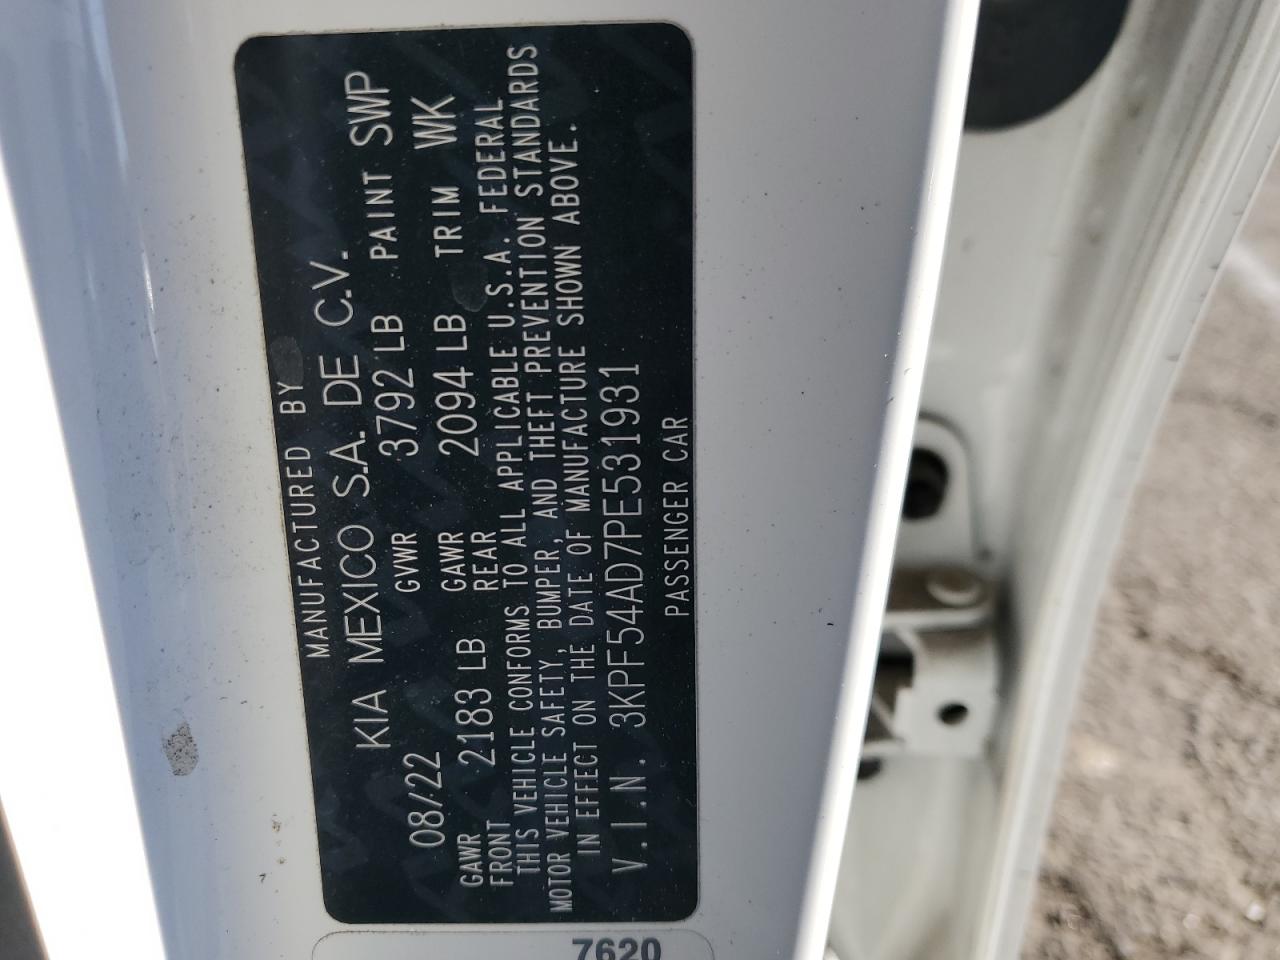 MANUFACTURED BY
KIA MEXICO S.A. DE C.V.
08/22 GVWR 3792 LB PAINT SWP
GAWR FRONT 2183 LB GAWR REAR 2094 LB TRIM WK
THIS VEHICLE CONFORMS TO ALL APPLICABLE U.S.A. FEDERAL
MOTOR VEHICLE SAFETY, BUMPER, AND THEFT PREVENTION STANDARDS
IN EFFECT ON THE DATE OF MANUFACTURE SHOWN ABOVE.
V.I.N. 3KPF54AD7PE531931
PASSENGER CAR
7620